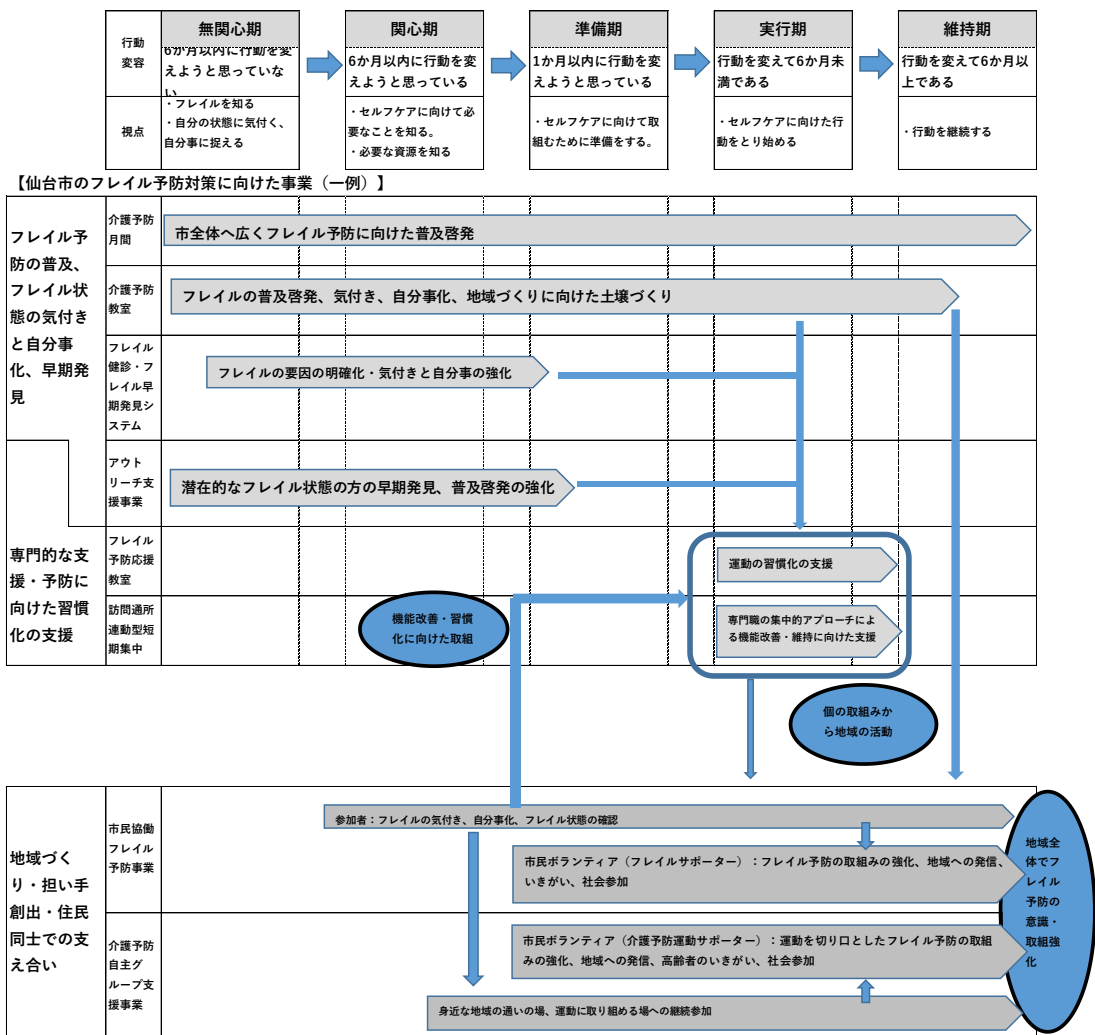 行動
変容
無関心期
6か月以内に行動を変
えようと思っていな
い
関心期
6か月以内に行動を変
えようと思っている
準備期
1か月以内に行動を変
えようと思っている
実行期
行動を変えて6か月未
満である
維持期
行動を変えて6か月以
上である
視点
・フレイルを知る
・自分の状態に気付く、
自分事に捉える
・セルフケアに向けて必
要なことを知る。
・必要な資源を知る
・セルフケアに向けて取
組むために準備をする。
・セルフケアに向けた行
動をとり始める
・行動を継続する
【仙台市のフレイル予防対策に向けた事業（一例）】
フレイル予
防の普及、
フレイル状
態の気付き
と自分事
化、早期発
見
介護予防
月間
市全体へ広くフレイル予防に向けた普及啓発
介護予防
教室
フレイルの普及啓発、気付き、自分事化、地域づくりに向けた土壌づくり
フレイル
健診・フ
レイル早
期発見シ
ステム
フレイルの要因の明確化・気付きと自分事の強化
アウト
リーチ支
援事業
潜在的なフレイル状態の方の早期発見、普及啓発の強化
専門的な支
援・予防に
向けた習慣
化の支援
フレイル
予防応援
教室
運動の習慣化の支援
訪問通所
連動型短
期集中
機能改善・習慣
化に向けた取組
専門職の集中的アプローチによ
る機能改善・維持に向けた支援
個の取組みか
ら地域の活動
地域づく
り・担い手
創出・住民
同士での支
え合い
市民協働
フレイル
予防事業
参加者：フレイルの気付き、自分事化、フレイル状態の確認
市民ボランティア（フレイルサポーター）：フレイル予防の取組みの強化、地域への発信、
いきがい、社会参加
介護予防
自主グ
ループ支
援事業
市民ボランティア（介護予防運動サポーター）：運動を切り口としたフレイル予防の取組
みの強化、地域への発信、高齢者のいきがい、社会参加
身近な地域の通いの場、運動に取り組める場への継続参加
地域全
体でフ
レイル
予防の
意識・
取組強
化